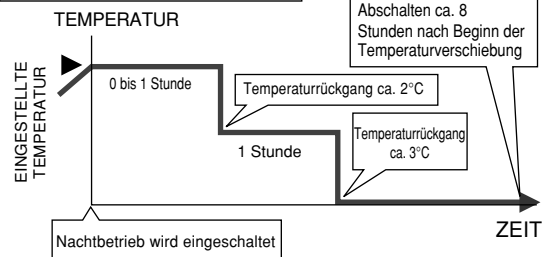 TEMPERATUR
Abschalten ca. 8
Stunden nach Beginn der
Temperaturverschiebung
EINGESTELLTE
TEMPERATUR
0 bis 1 Stunde
Temperaturrückgang ca. 2°C
Temperaturrückgang
ca. 3°C
1 Stunde
ZEIT
Nachtbetrieb wird eingeschaltet